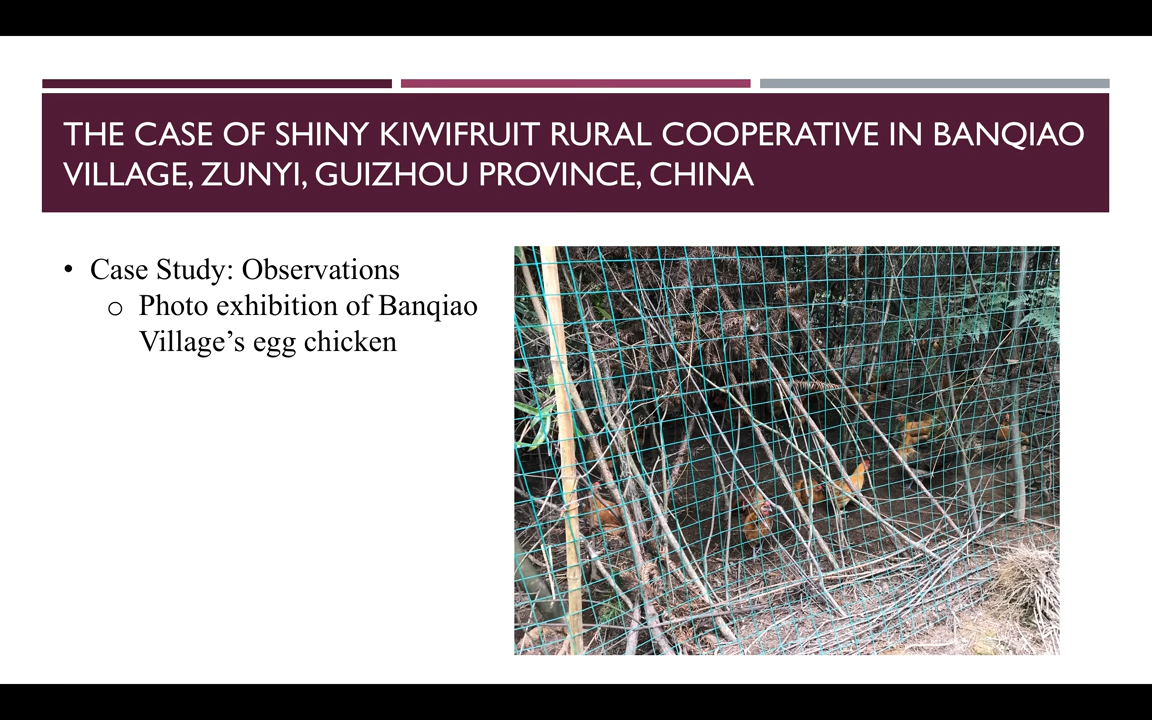 THE CASE OF SHINY KIWIFRUIT RURAL COOPERATIVE IN BANQIAO
VILLAGE, ZUNYI, GUIZHOU PROVINCE, CHINA
• Case Study: Observations
o Photo exhibition of Banqiao
Village’s egg chicken